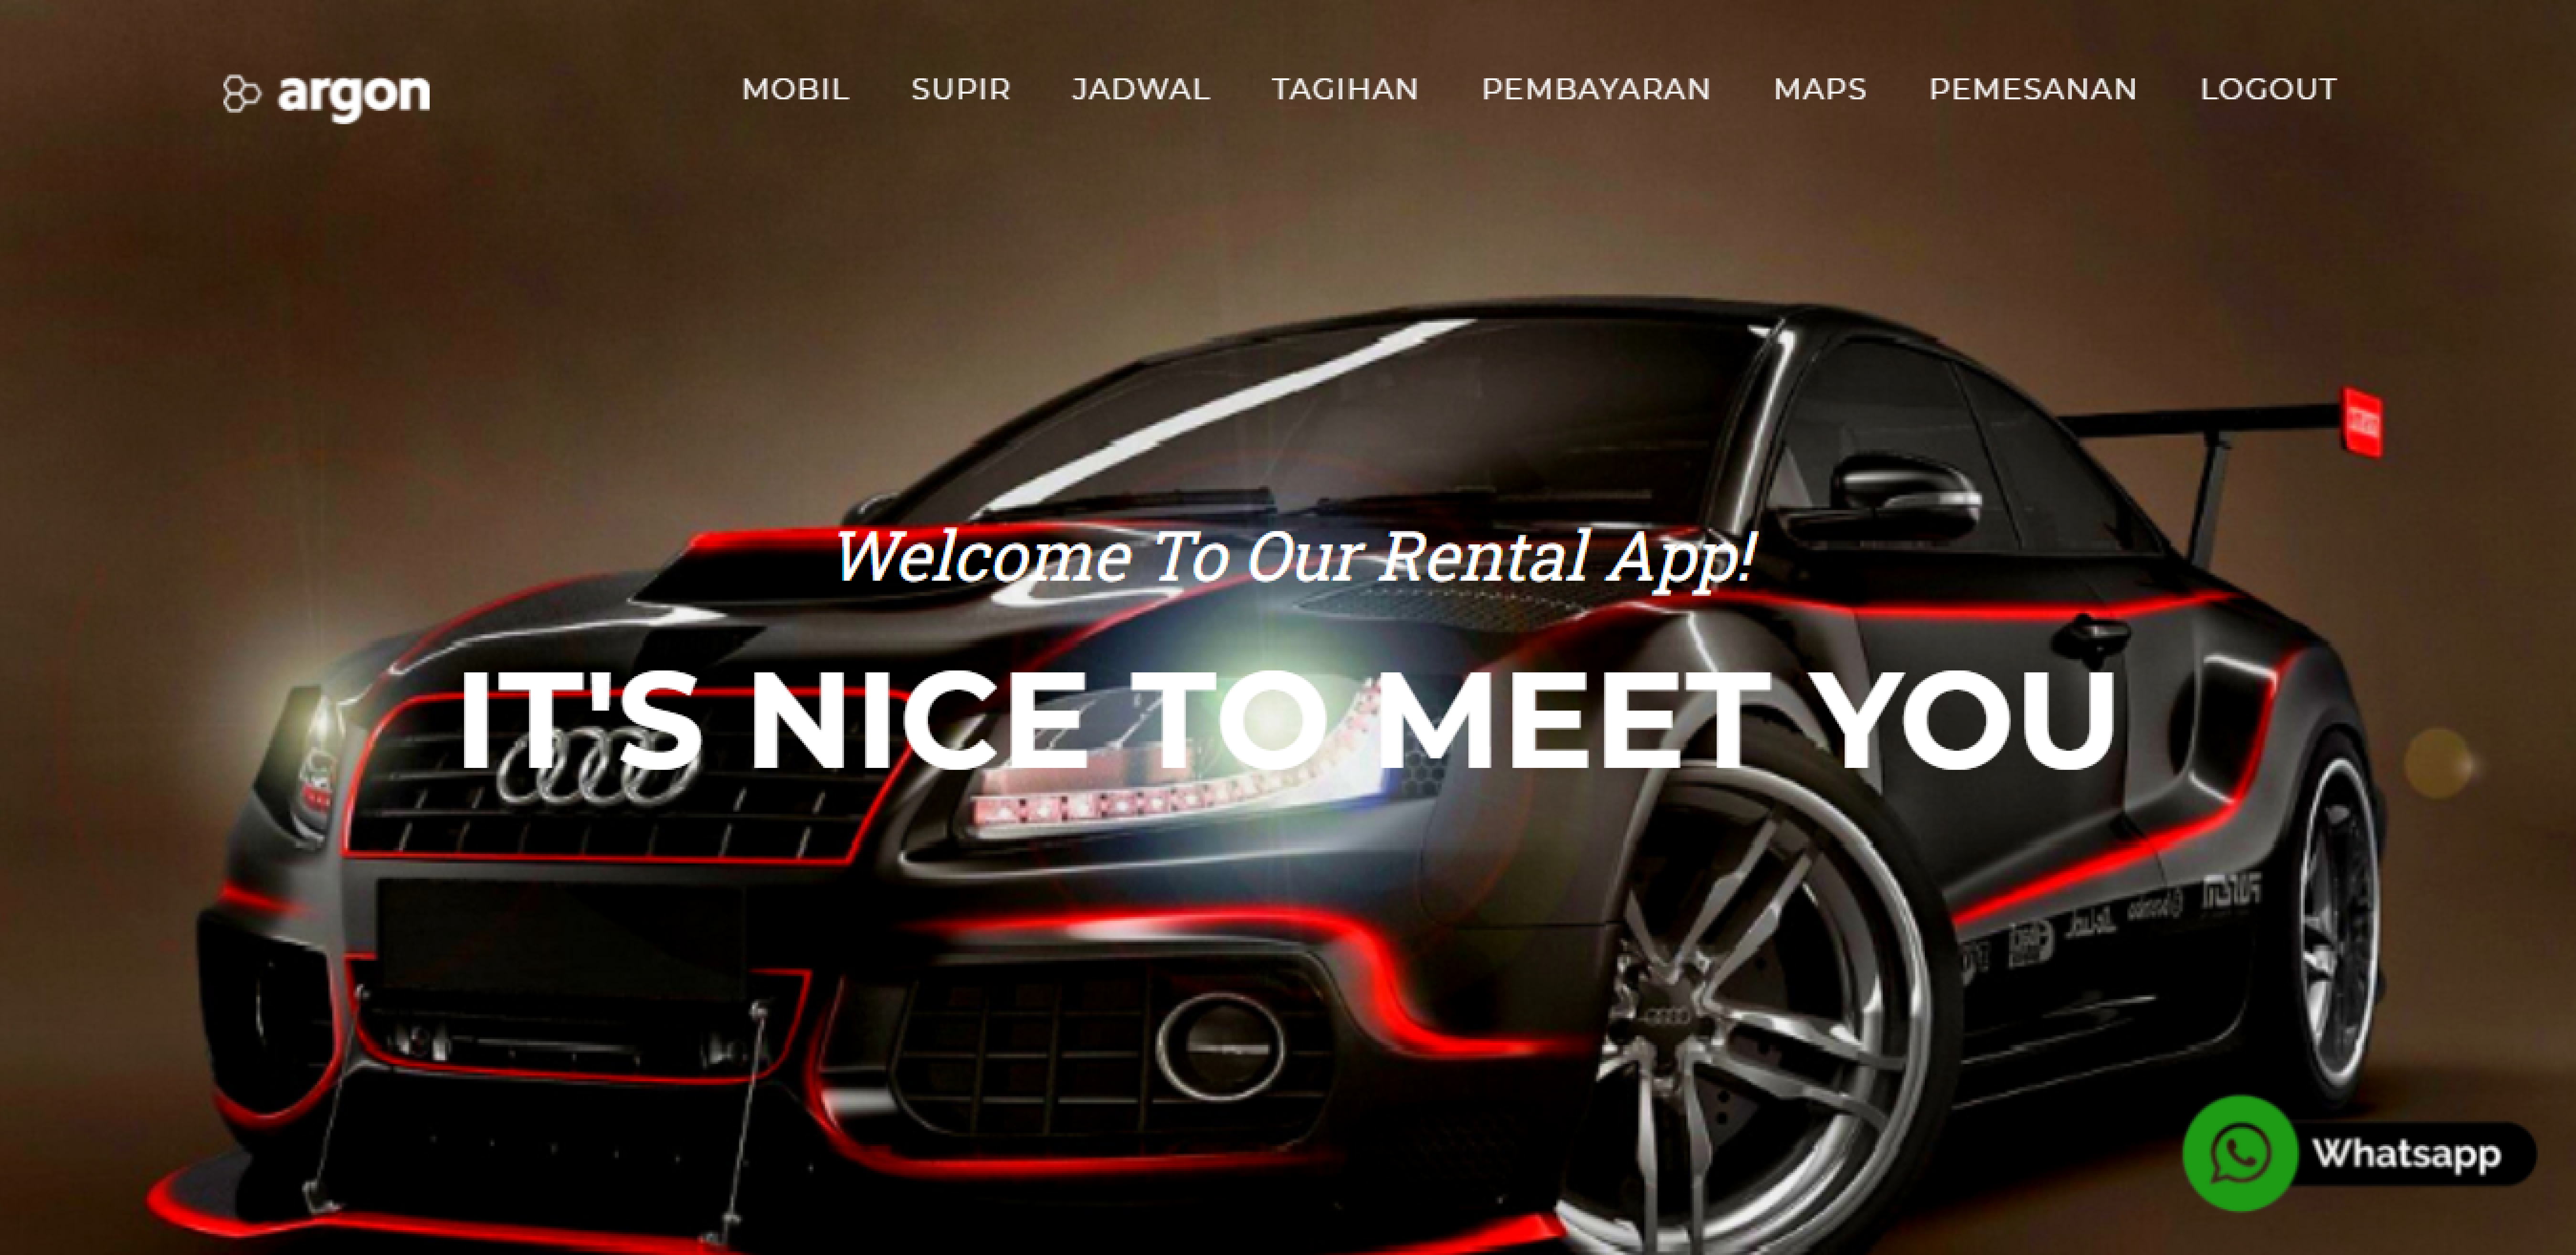 argon
MOBIL SUPIR JADWAL TAGIHAN PEMBAYARAN MAPS PEMESANAN LOGOUT
Welcome To Our Rental App!
IT'S NICE TO MEET YOU
Whatsapp